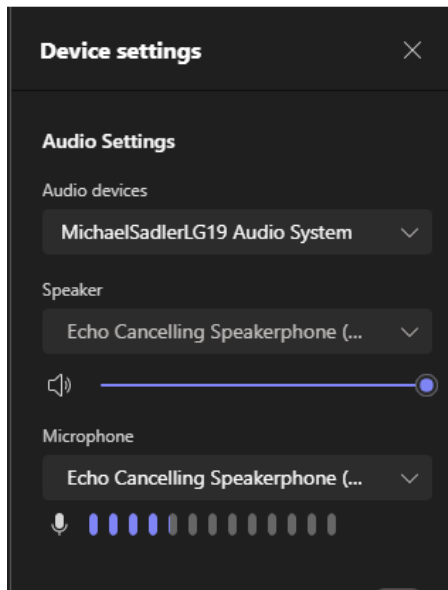 Device settings
Audio Settings
Audio devices
MichaelSadlerLG19 Audio System
Speaker
Echo Cancelling Speakerphone (...
Microphone
Echo Cancelling Speakerphone (...